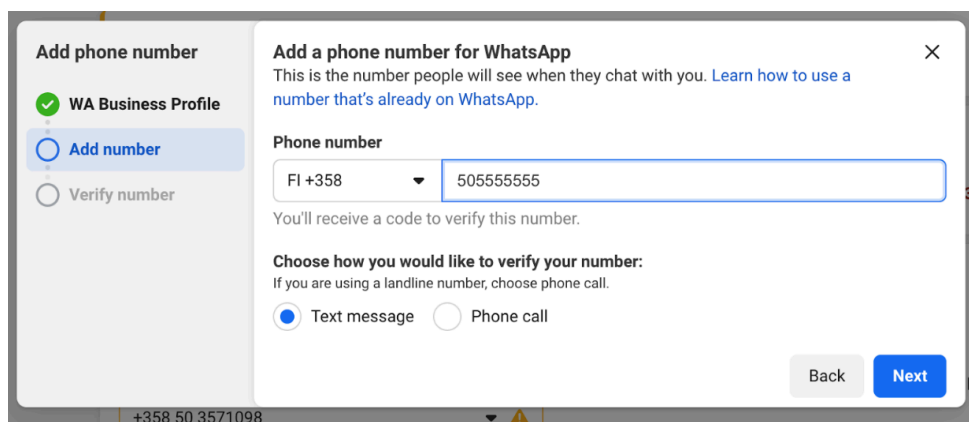 Add phone number
WA Business Profile
Add number
Verify number
Add a phone number for WhatsApp
This is the number people will see when they chat with you. Learn how to use a
number that's already on WhatsApp.
Phone number
FI +358
505555555
You'll receive a code to verify this number.
Choose how you would like to verify your number:
If you are using a landline number, choose phone call.
Text message
Phone call
Back
Next
+358 50 3571098